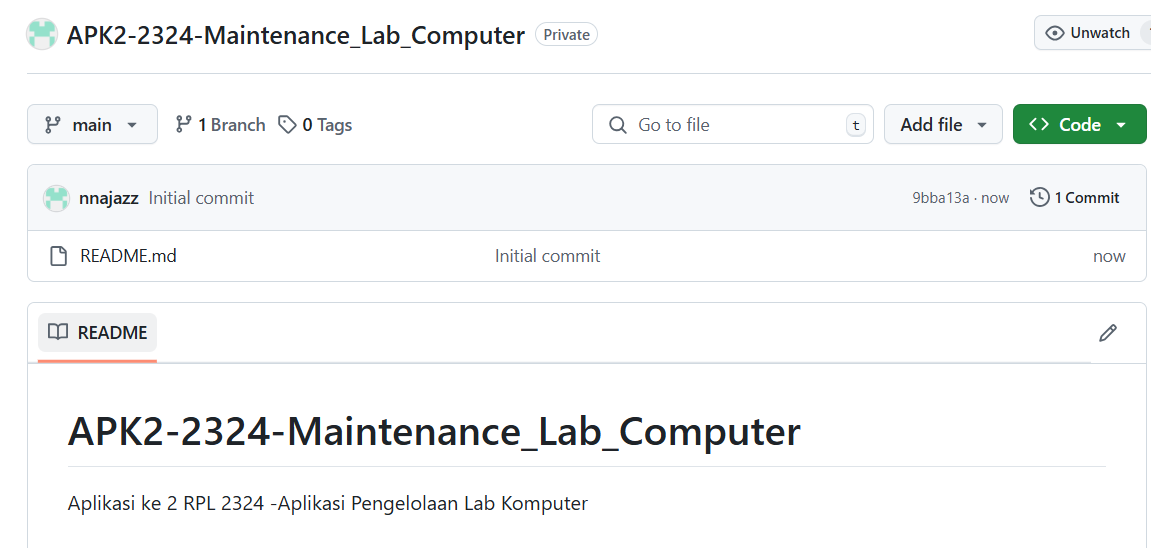 APK2-2324-Maintenance_Lab_Computer Private Unwatch
main 1 Branch 0 Tags Go to file t Add file Code
nnajazz Initial commit 9bba13a · now 1 Commit
README.md Initial commit now
README
APK2-2324-Maintenance_Lab_Computer
Aplikasi ke 2 RPL 2324 -Aplikasi Pengelolaan Lab Komputer